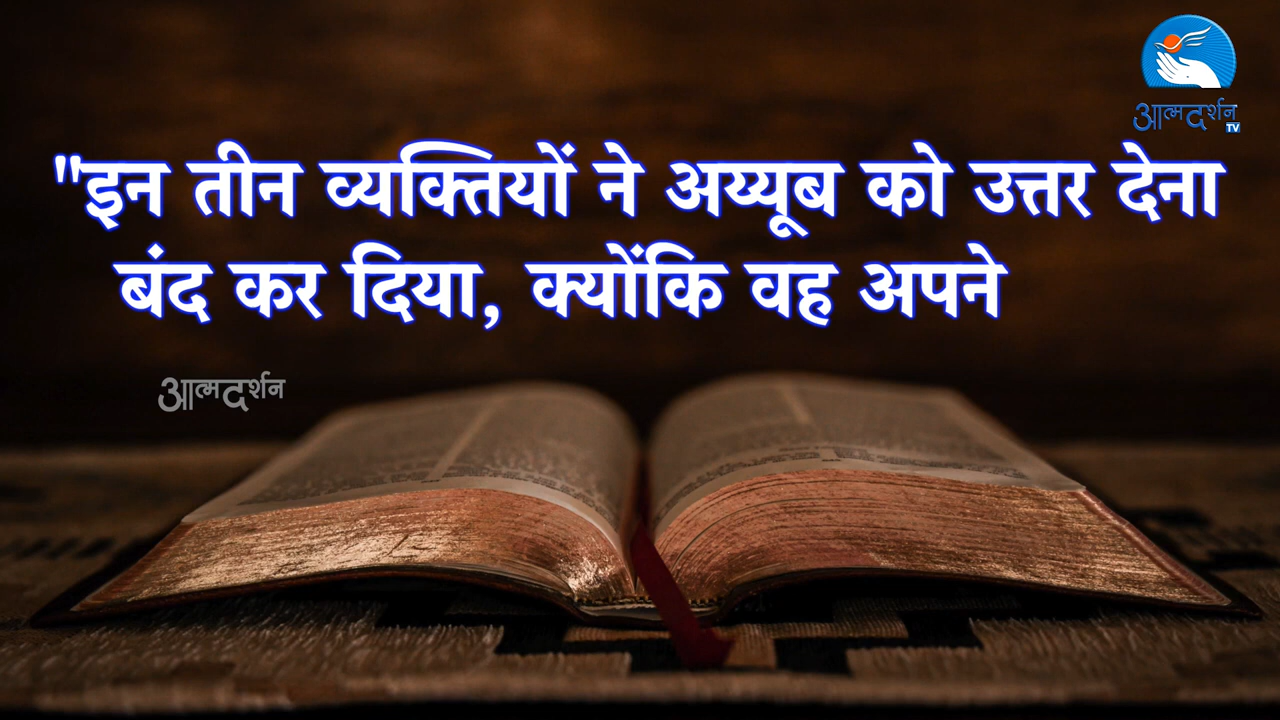 आत्मदर्शन
TV
"इन तीन व्यक्तियों ने अय्यूब को उत्तर देना
बंद कर दिया, क्योंकि वह अपने
आत्मदर्शन